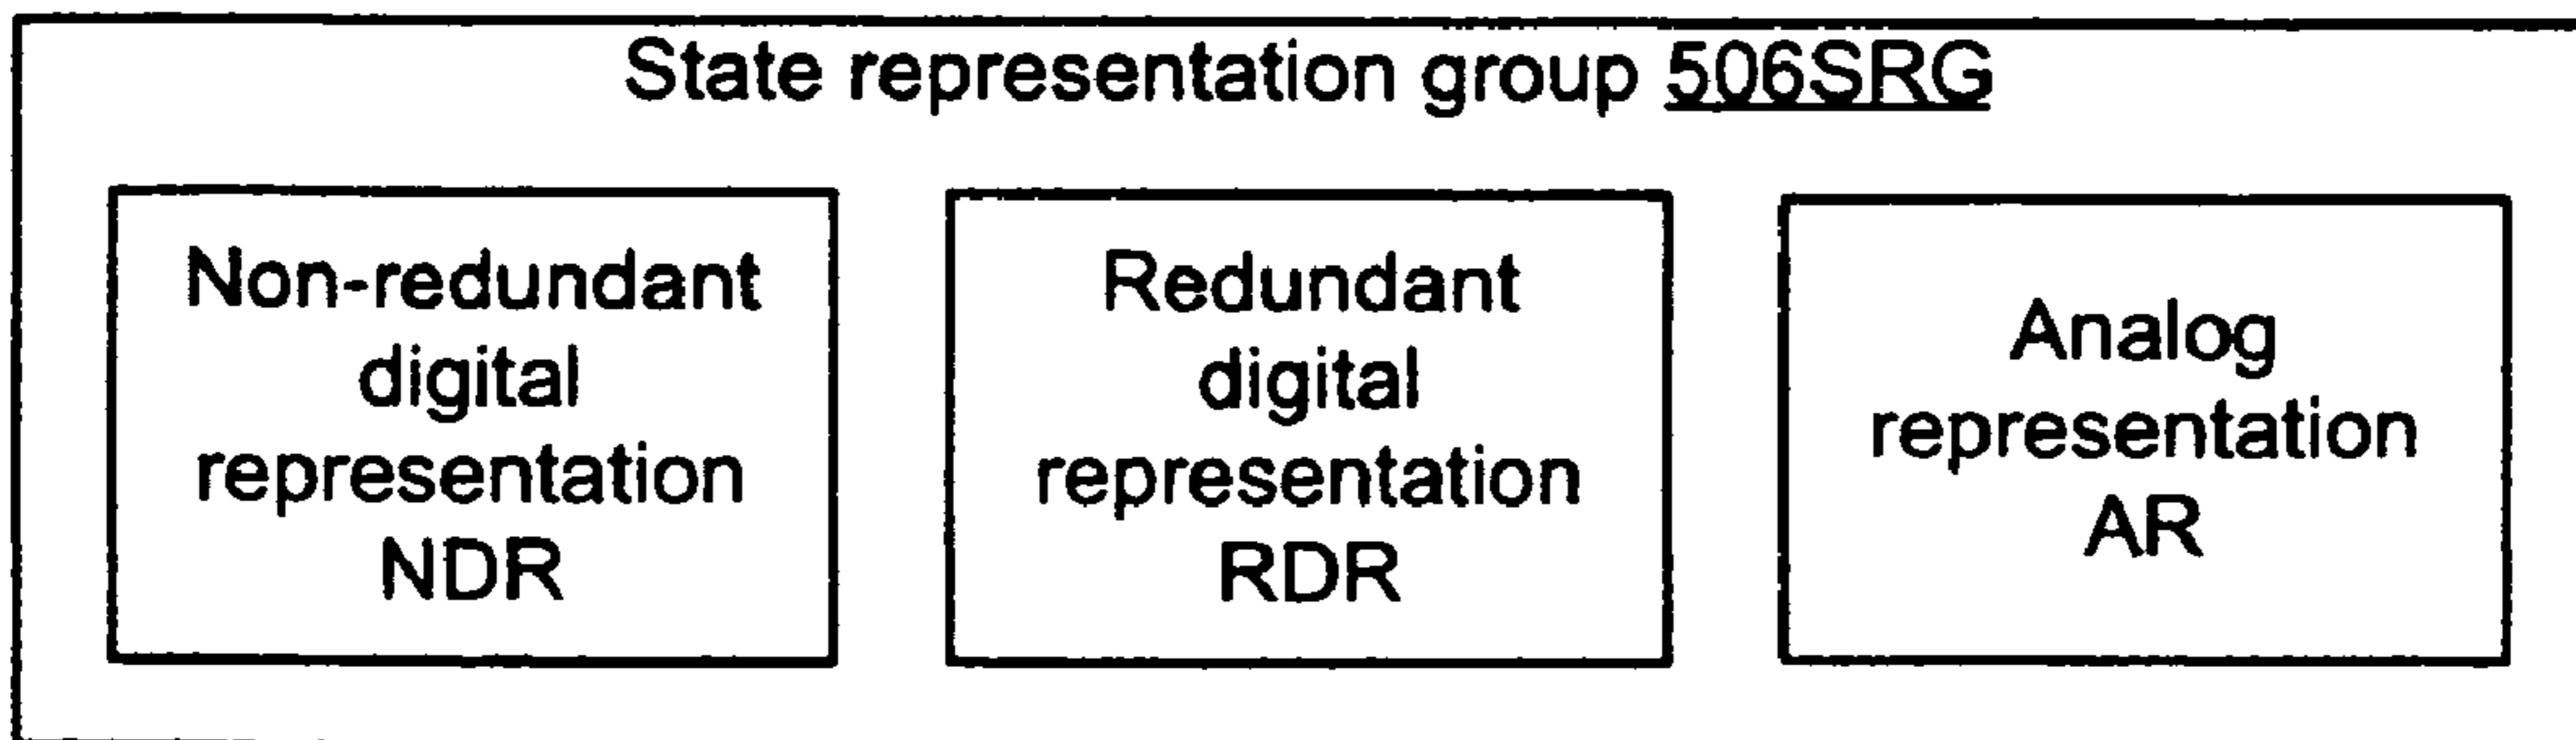 State representation group 506SRG
Non-redundant
digital
representation
NDR
Redundant
digital
representation
RDR
Analog
representation
AR